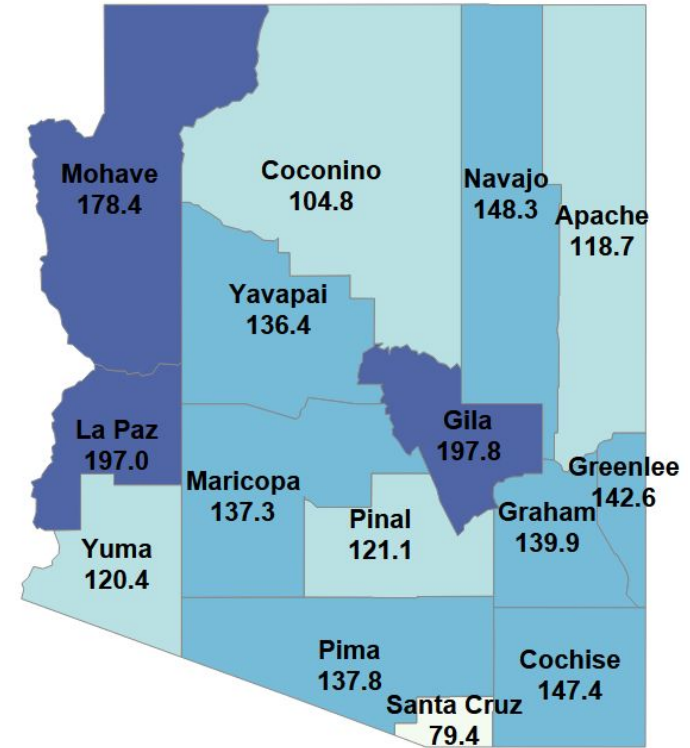 Mohave
178.4
Coconino
104.8
Navajo
148.3
Apache
118.7
Yavapai
136.4
La Paz
197.0
Gila
197.8
Maricopa
137.3
Pinal
121.1
Greenlee
142.6
Graham
139.9
Yuma
120.4
Pima
137.8
Cochise
147.4
Santa Cruz
79.4